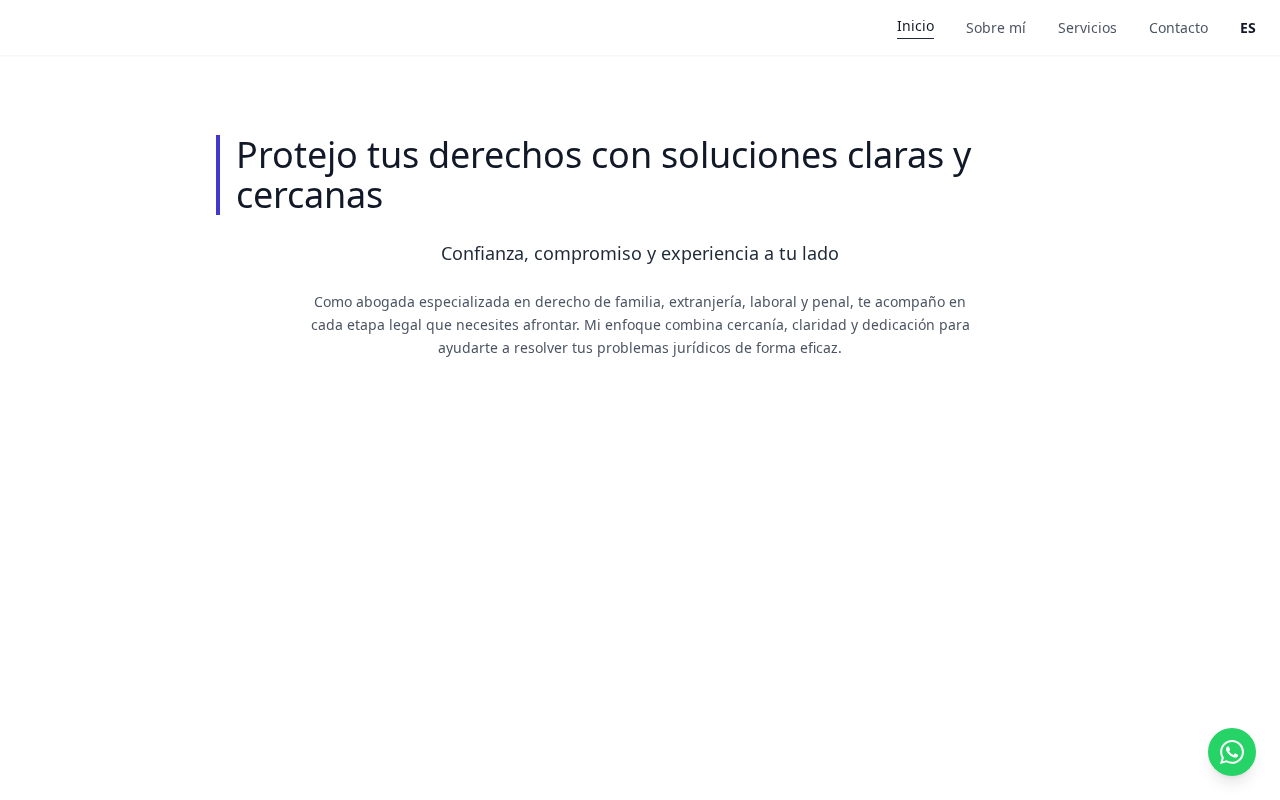 Inicio
Sobre mí
Servicios
Contacto
ES
Protejo tus derechos con soluciones claras y
cercanas
Confianza, compromiso y experiencia a tu lado
Como abogada especializada en derecho de familia, extranjería, laboral y penal, te acompaño en
cada etapa legal que necesites afrontar. Mi enfoque combina cercanía, claridad y dedicación para
ayudarte a resolver tus problemas jurídicos de forma eficaz.